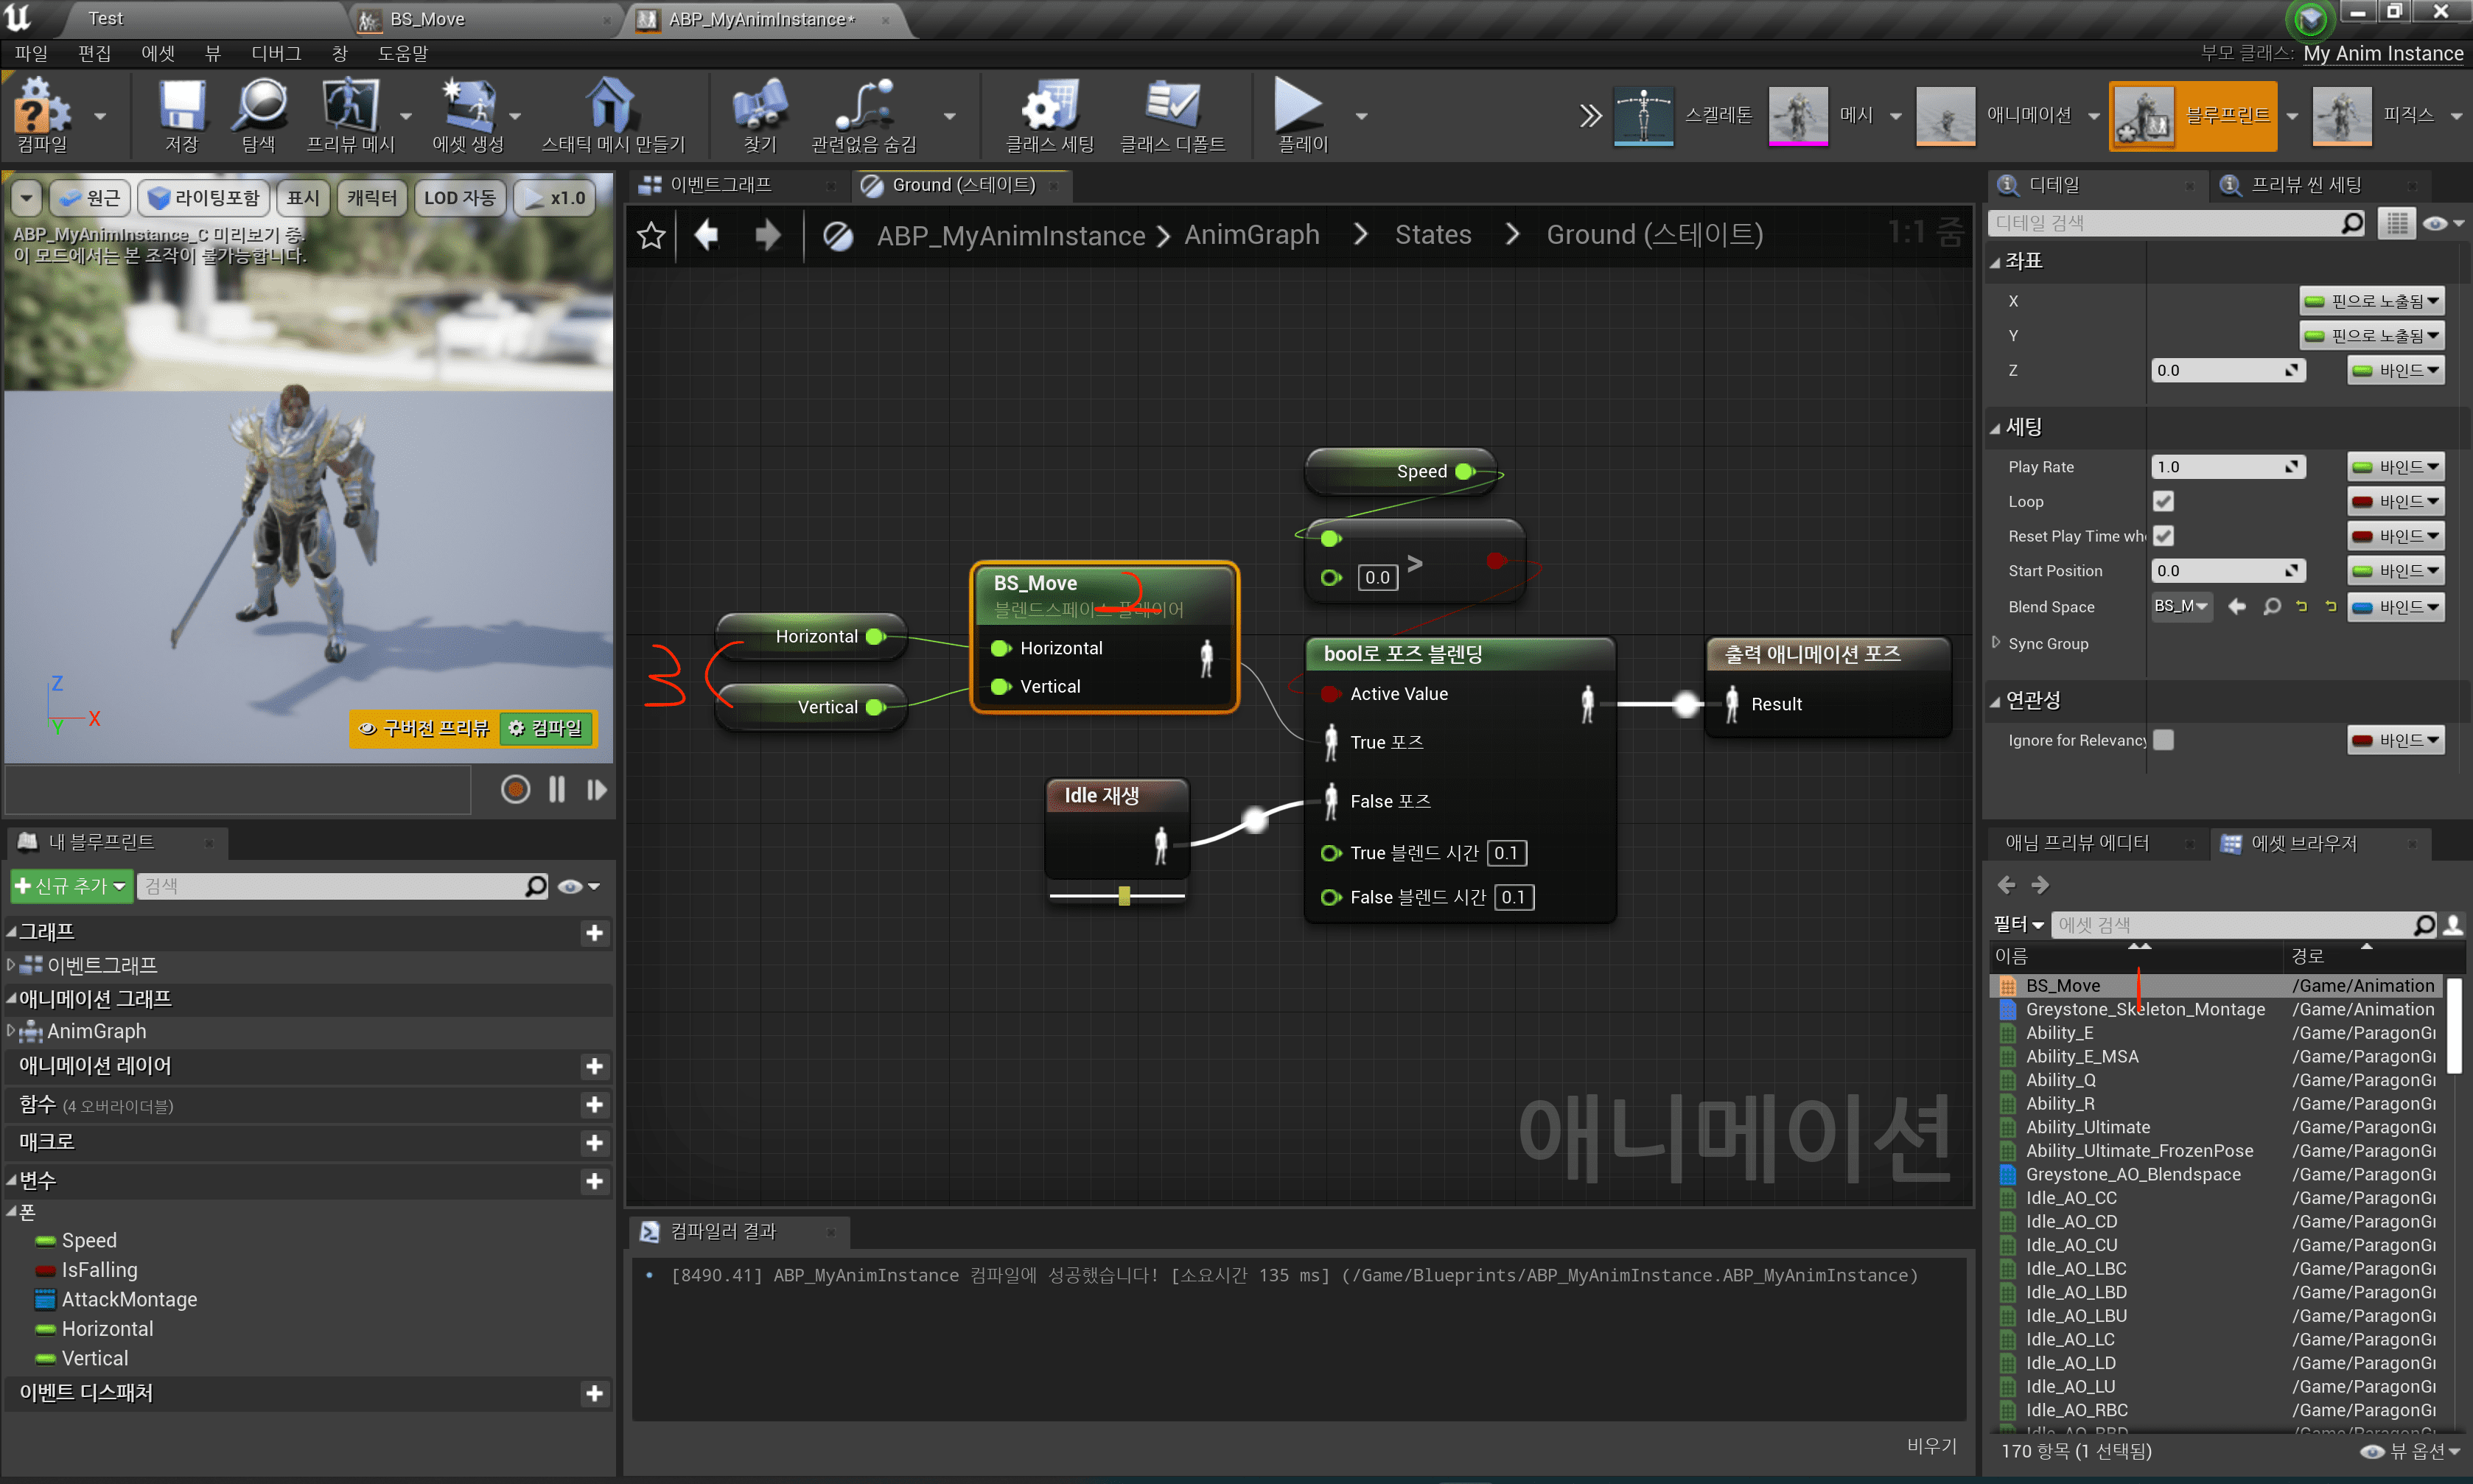 Test
BS_Move
ABP_MyAnimInstance*
파일 편집 에셋 뷰 디버그 창 도움말
부모 클래스: My Anim Instance
컴파일
저장
탐색
프리뷰 메시
에셋 생성
스태틱 메시 만들기
찾기
관련없음 숨김
클래스 세팅
클래스 디폴트
플레이
스켈레톤
메시
애니메이션
블루프린트
피직스
원근
라이팅포함
표시
캐릭터
LOD 자동
x1.0
ABP_MyAnimInstance_C 미리보기 중.
이 모드에서는 본 조작이 불가능합니다.
Z
X
Y
구버전 프리뷰
컴파일
내 블루프린트
신규 추가
검색
그래프
이벤트그래프
애니메이션 그래프
AnimGraph
애니메이션 레이어
함수 (4 오버라이더블)
매크로
변수
폰
Speed
IsFalling
AttackMontage
Horizontal
Vertical
이벤트 디스패처
이벤트그래프
Ground (스테이트)
ABP_MyAnimInstance > AnimGraph > States > Ground (스테이트)
1:1 줌
Speed
0.0 >
BS_Move 2
블렌드스페이스 플레이어
Horizontal
Vertical
3
Horizontal
Vertical
bool로 포즈 블렌딩
Active Value
True 포즈
False 포즈
True 블렌드 시간 0.1
False 블렌드 시간 0.1
출력 애니메이션 포즈
Result
Idle 재생
애니메이션
컴파일러 결과
[8490.41] ABP_MyAnimInstance 컴파일에 성공했습니다! [소요시간 135 ms] (/Game/Blueprints/ABP_MyAnimInstance.ABP_MyAnimInstance)
비우기
디테일
프리뷰 씬 세팅
디테일 검색
좌표
X 핀으로 노출됨
Y 핀으로 노출됨
Z 0.0 바인드
세팅
Play Rate 1.0 바인드
Loop 바인드
Reset Play Time wh 바인드
Start Position 0.0 바인드
Blend Space BS_M 바인드
Sync Group
연관성
Ignore for Relevancy 바인드
애님 프리뷰 에디터
에셋 브라우저
필터
에셋 검색
이름 경로
1
BS_Move /Game/Animation
Greystone_Skeleton_Montage /Game/Animation
Ability_E /Game/ParagonGr
Ability_E_MSA /Game/ParagonGr
Ability_Q /Game/ParagonGr
Ability_R /Game/ParagonGr
Ability_Ultimate /Game/ParagonGr
Ability_Ultimate_FrozenPose /Game/ParagonGr
Greystone_AO_Blendspace /Game/ParagonGr
Idle_AO_CC /Game/ParagonGr
Idle_AO_CD /Game/ParagonGr
Idle_AO_CU /Game/ParagonGr
Idle_AO_LBC /Game/ParagonGr
Idle_AO_LBD /Game/ParagonGr
Idle_AO_LBU /Game/ParagonGr
Idle_AO_LC /Game/ParagonGr
Idle_AO_LD /Game/ParagonGr
Idle_AO_LU /Game/ParagonGr
Idle_AO_RBC /Game/ParagonGr
170 항목 (1 선택됨)
뷰 옵션